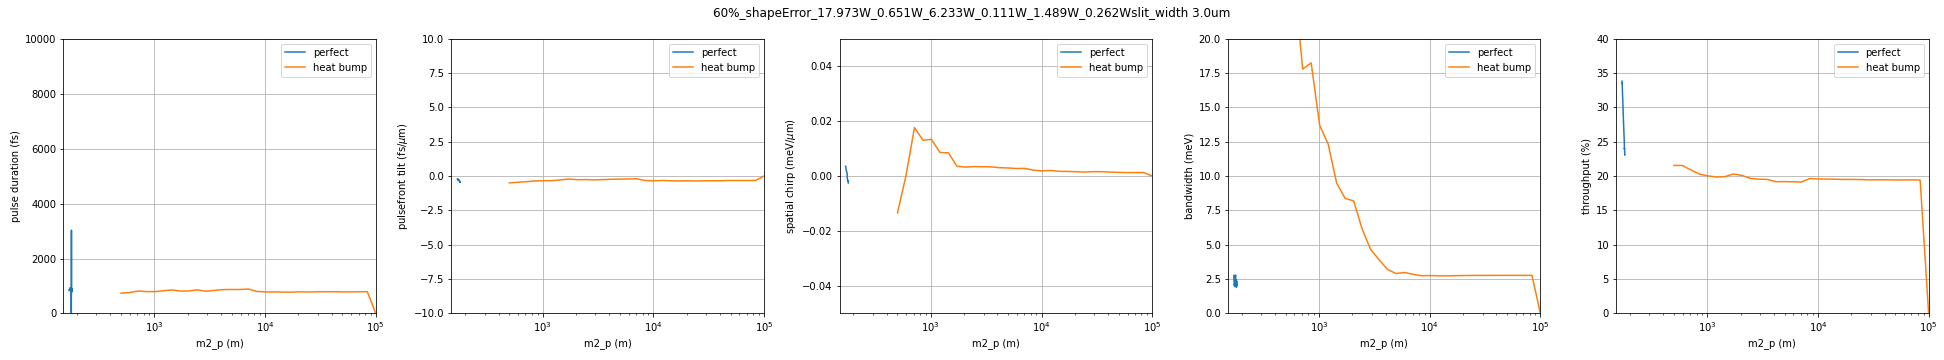 60%_shapeError_17.973W_0.651W_6.233W_0.111W_1.489W_0.262Wslit_width 3.0um
10000
8000
6000
4000
2000
0
pulse duration (fs)
perfect
heat bump
10³
10⁴
10⁵
m2_p (m)
10.0
7.5
5.0
2.5
0.0
−2.5
−5.0
−7.5
−10.0
pulsefront tilt (fs/μm)
perfect
heat bump
10³
10⁴
10⁵
m2_p (m)
0.04
0.02
0.00
−0.02
−0.04
spatial chirp (meV/μm)
perfect
heat bump
10³
10⁴
10⁵
m2_p (m)
20.0
17.5
15.0
12.5
10.0
7.5
5.0
2.5
0.0
bandwidth (meV)
perfect
heat bump
10³
10⁴
10⁵
m2_p (m)
40
35
30
25
20
15
10
5
0
throughput (%)
perfect
heat bump
10³
10⁴
10⁵
m2_p (m)